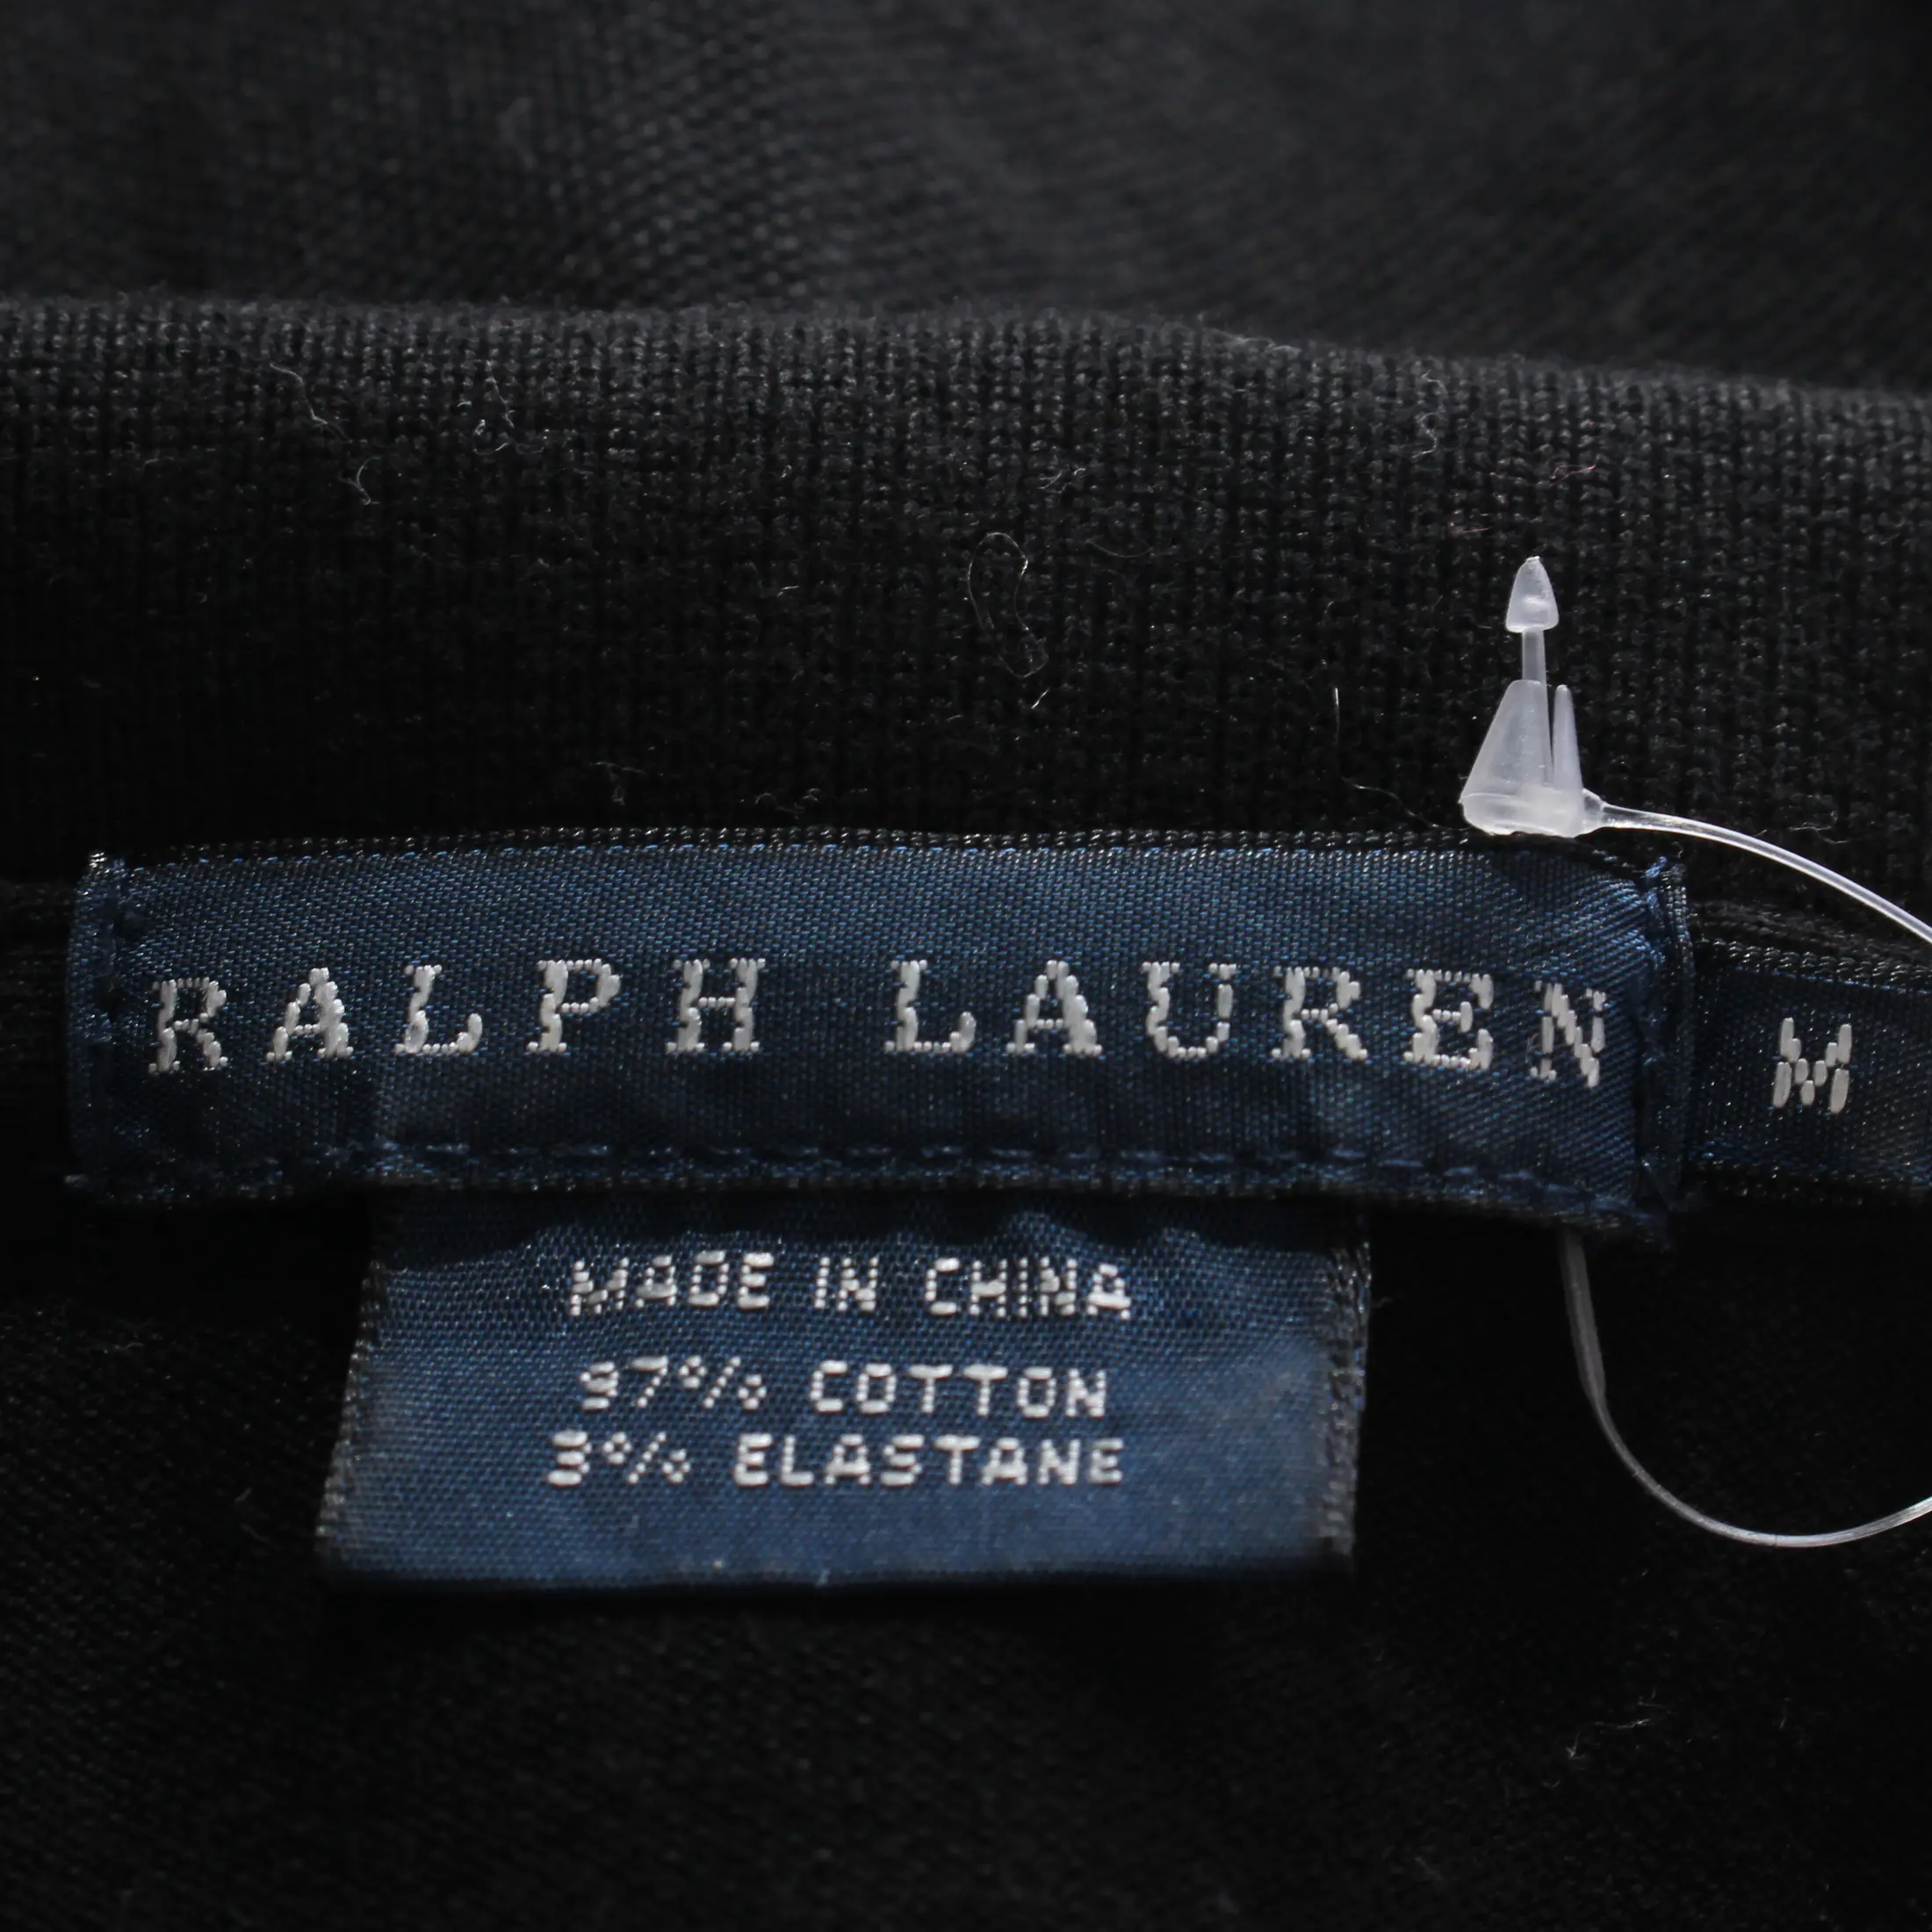 RALPH LAUREN
M
MADE IN CHINA
97% COTTON
3% ELASTANE